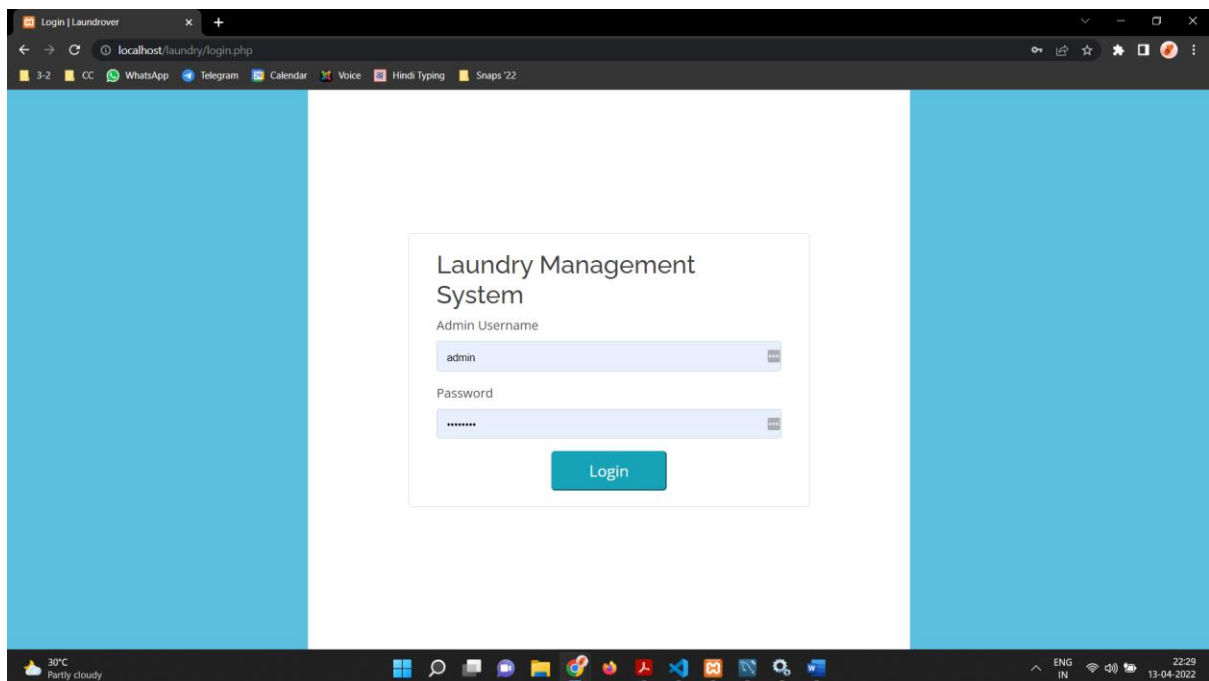 Login | Laundrover
localhost/laundry/login.php
3-2 CC WhatsApp Telegram Calendar Voice Hindi Typing Snaps '22
Laundry Management
System
Admin Username
admin
Password
••••••••
Login
30°C
Partly cloudy
ENG
IN
22:29
13-04-2022